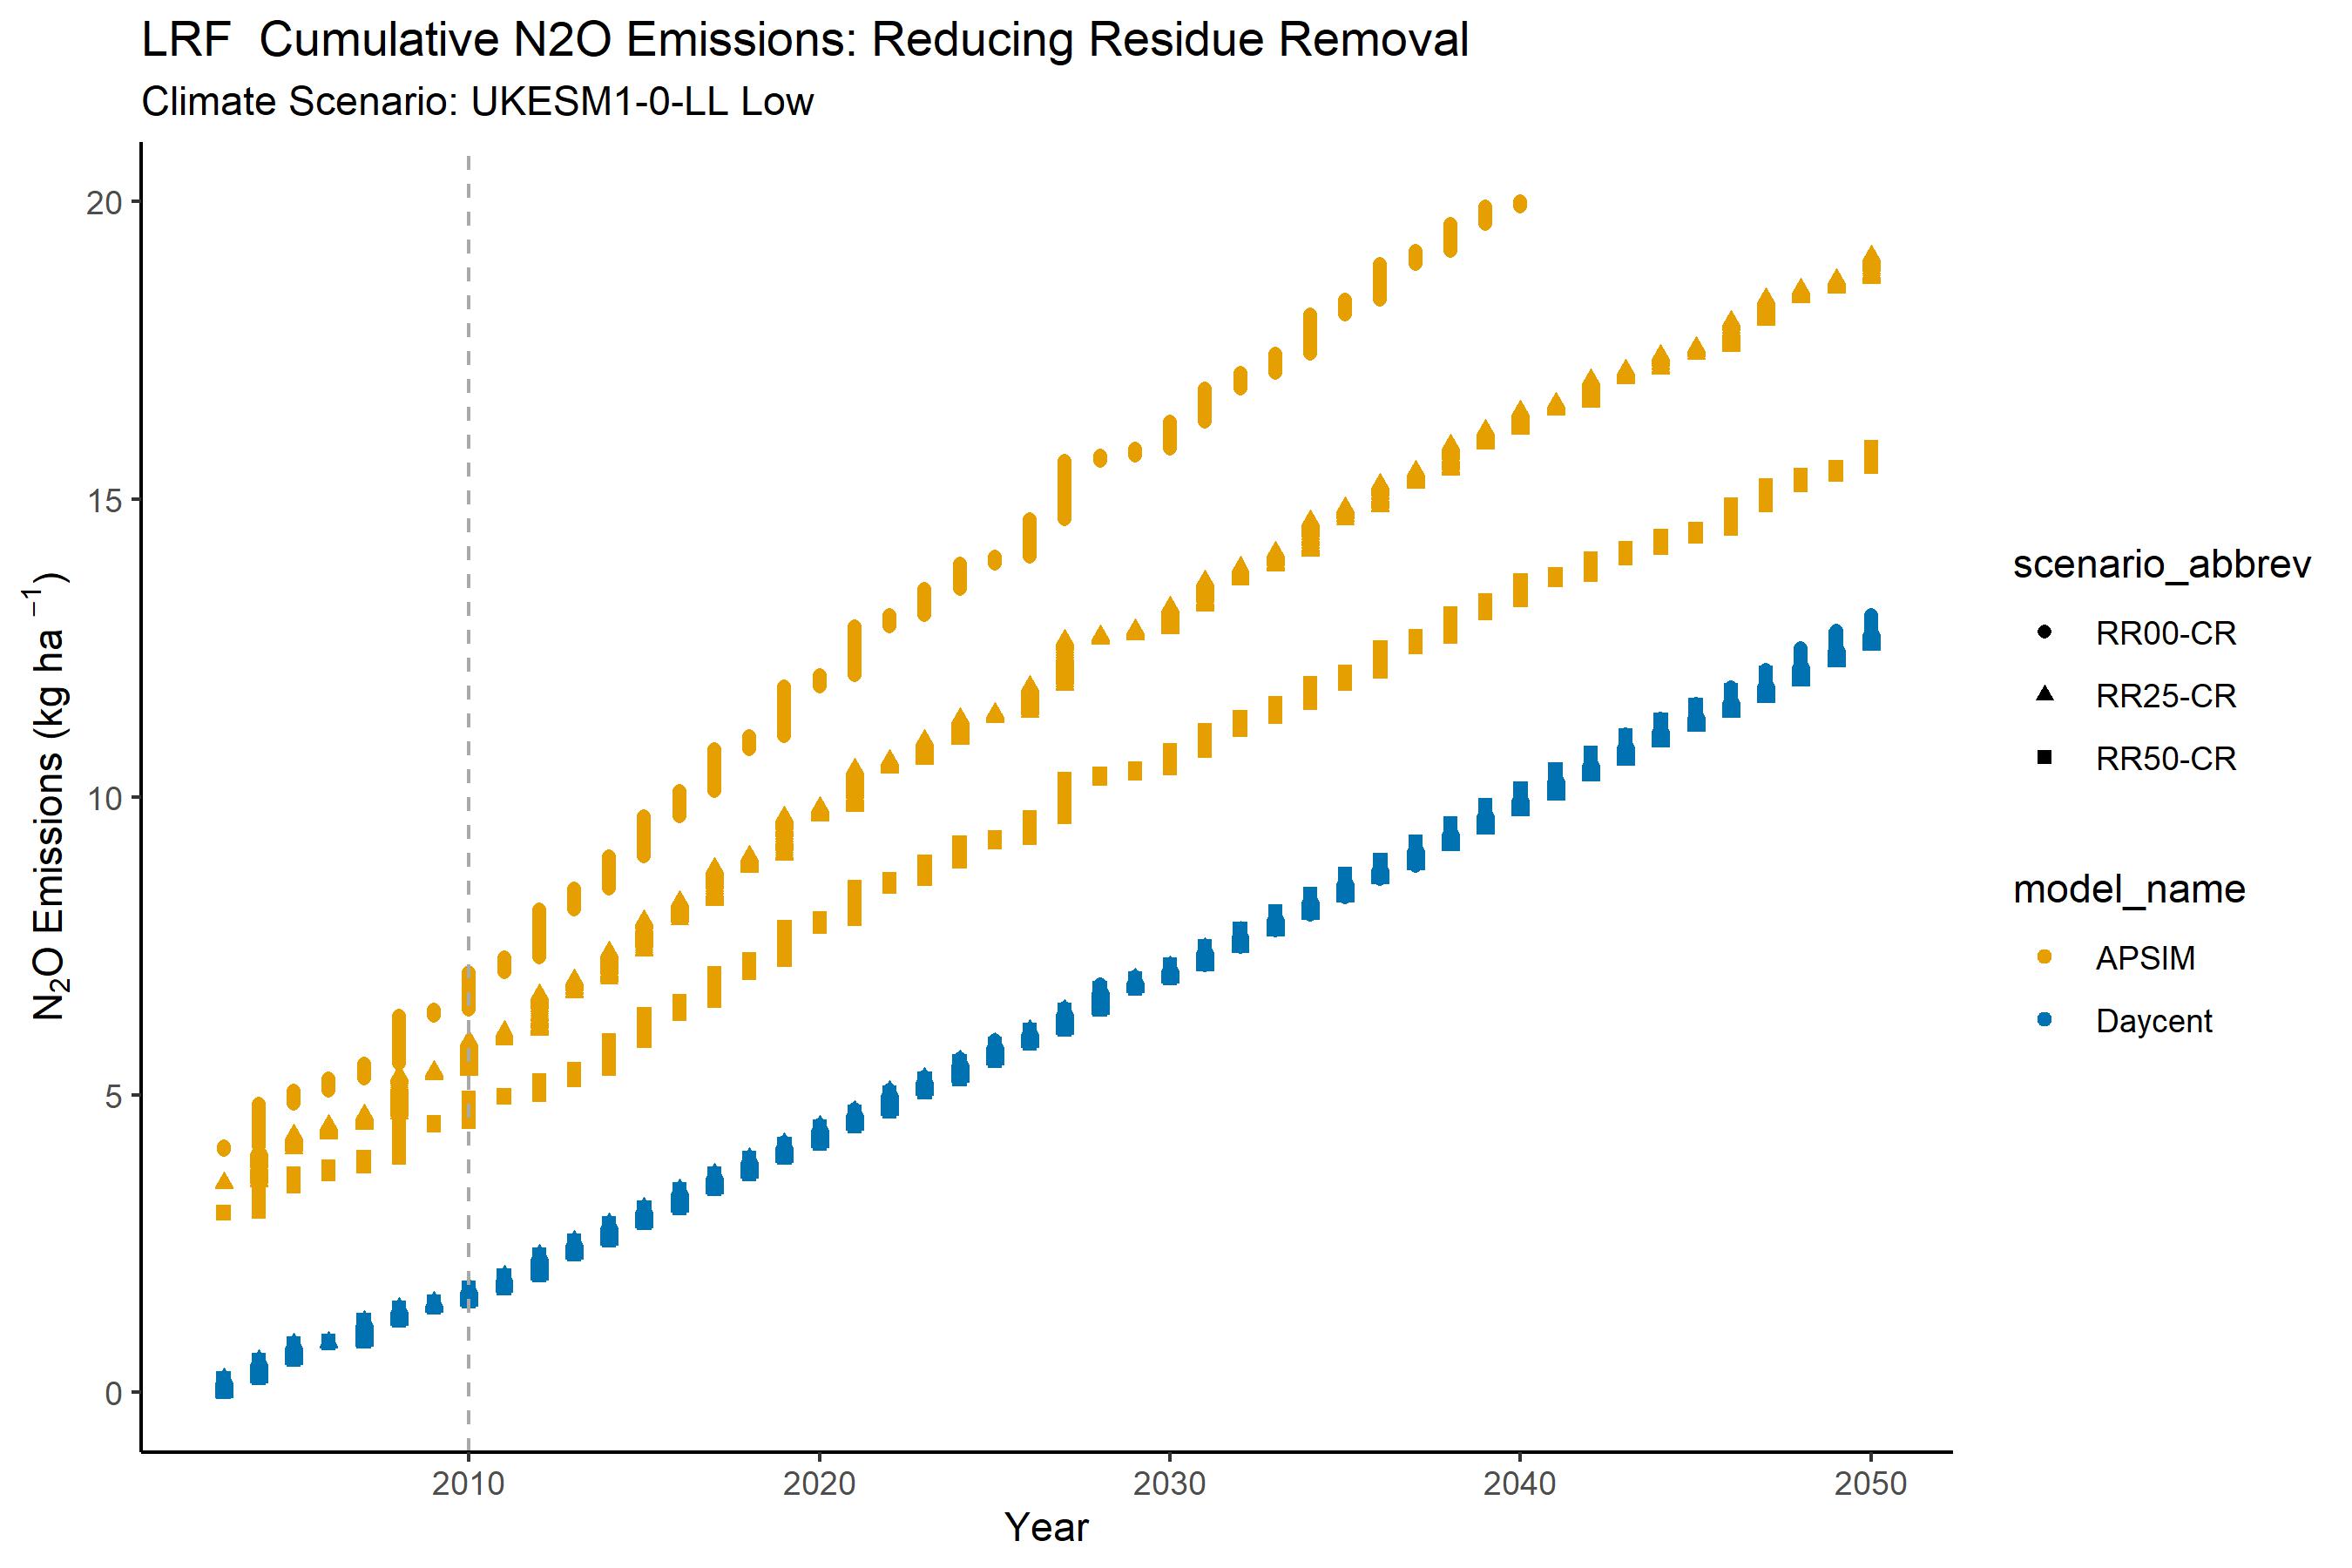 LRF  Cumulative N2O Emissions: Reducing Residue Removal
Climate Scenario: UKESM1-0-LL Low
N₂O Emissions (kg ha ⁻¹)
20
15
10
5
0
2010 2020 2030 2040 2050
Year
scenario_abbrev
RR00-CR
RR25-CR
RR50-CR
model_name
APSIM
Daycent